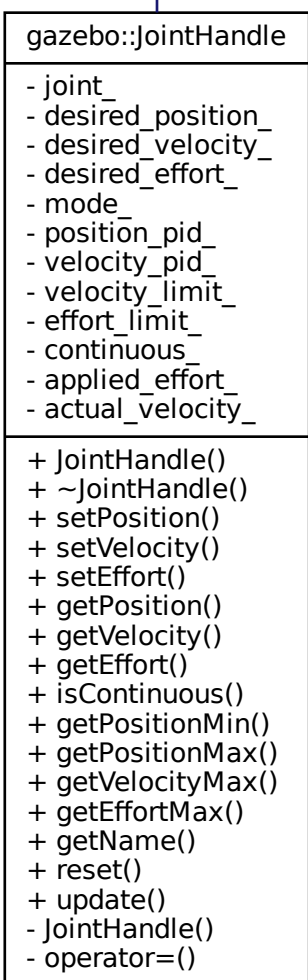 gazebo::JointHandle
- joint_
- desired_position_
- desired_velocity_
- desired_effort_
- mode_
- position_pid_
- velocity_pid_
- velocity_limit_
- effort_limit_
- continuous_
- applied_effort_
- actual_velocity_
+ JointHandle()
+ ~JointHandle()
+ setPosition()
+ setVelocity()
+ setEffort()
+ getPosition()
+ getVelocity()
+ getEffort()
+ isContinuous()
+ getPositionMin()
+ getPositionMax()
+ getVelocityMax()
+ getEffortMax()
+ getName()
+ reset()
+ update()
- JointHandle()
- operator=()